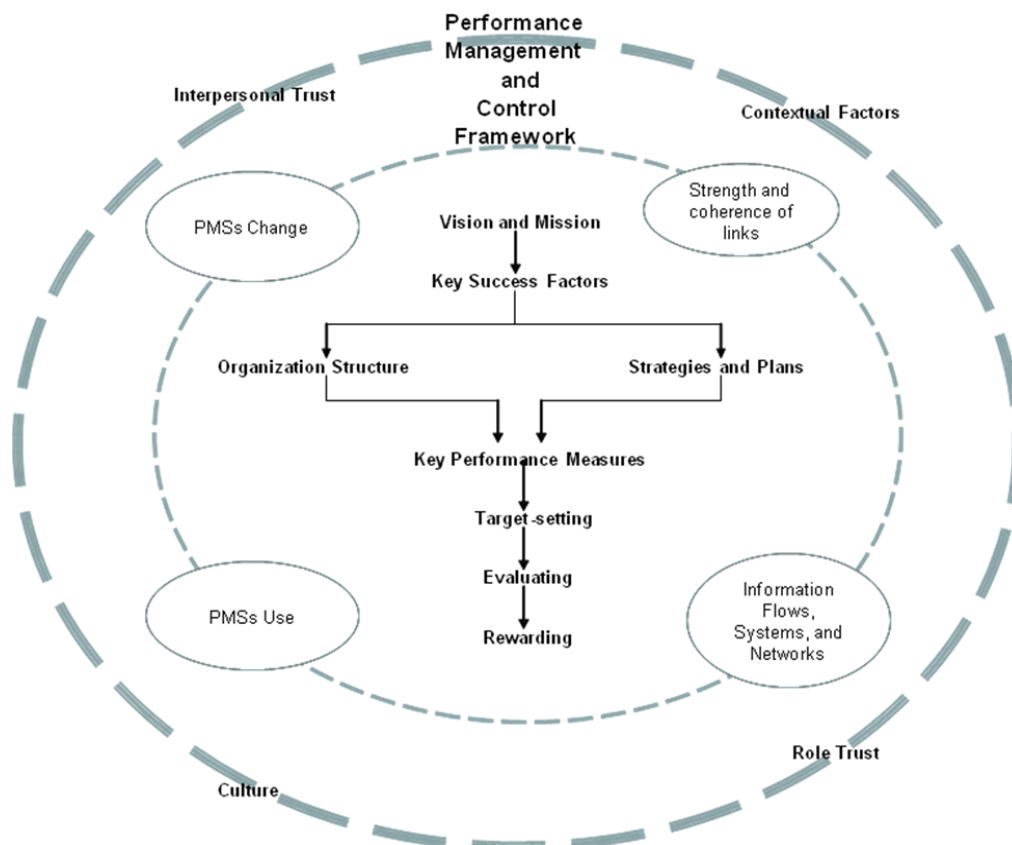 Performance
Management
and
Control
Framework
Interpersonal Trust
Contextual Factors
PMSs Change
Strength and
coherence of
links
Vision and Mission
Key Success Factors
Organization Structure
Strategies and Plans
Key Performance Measures
Target-setting
Evaluating
Rewarding
PMSs Use
Information
Flows,
Systems, and
Networks
Role Trust
Culture